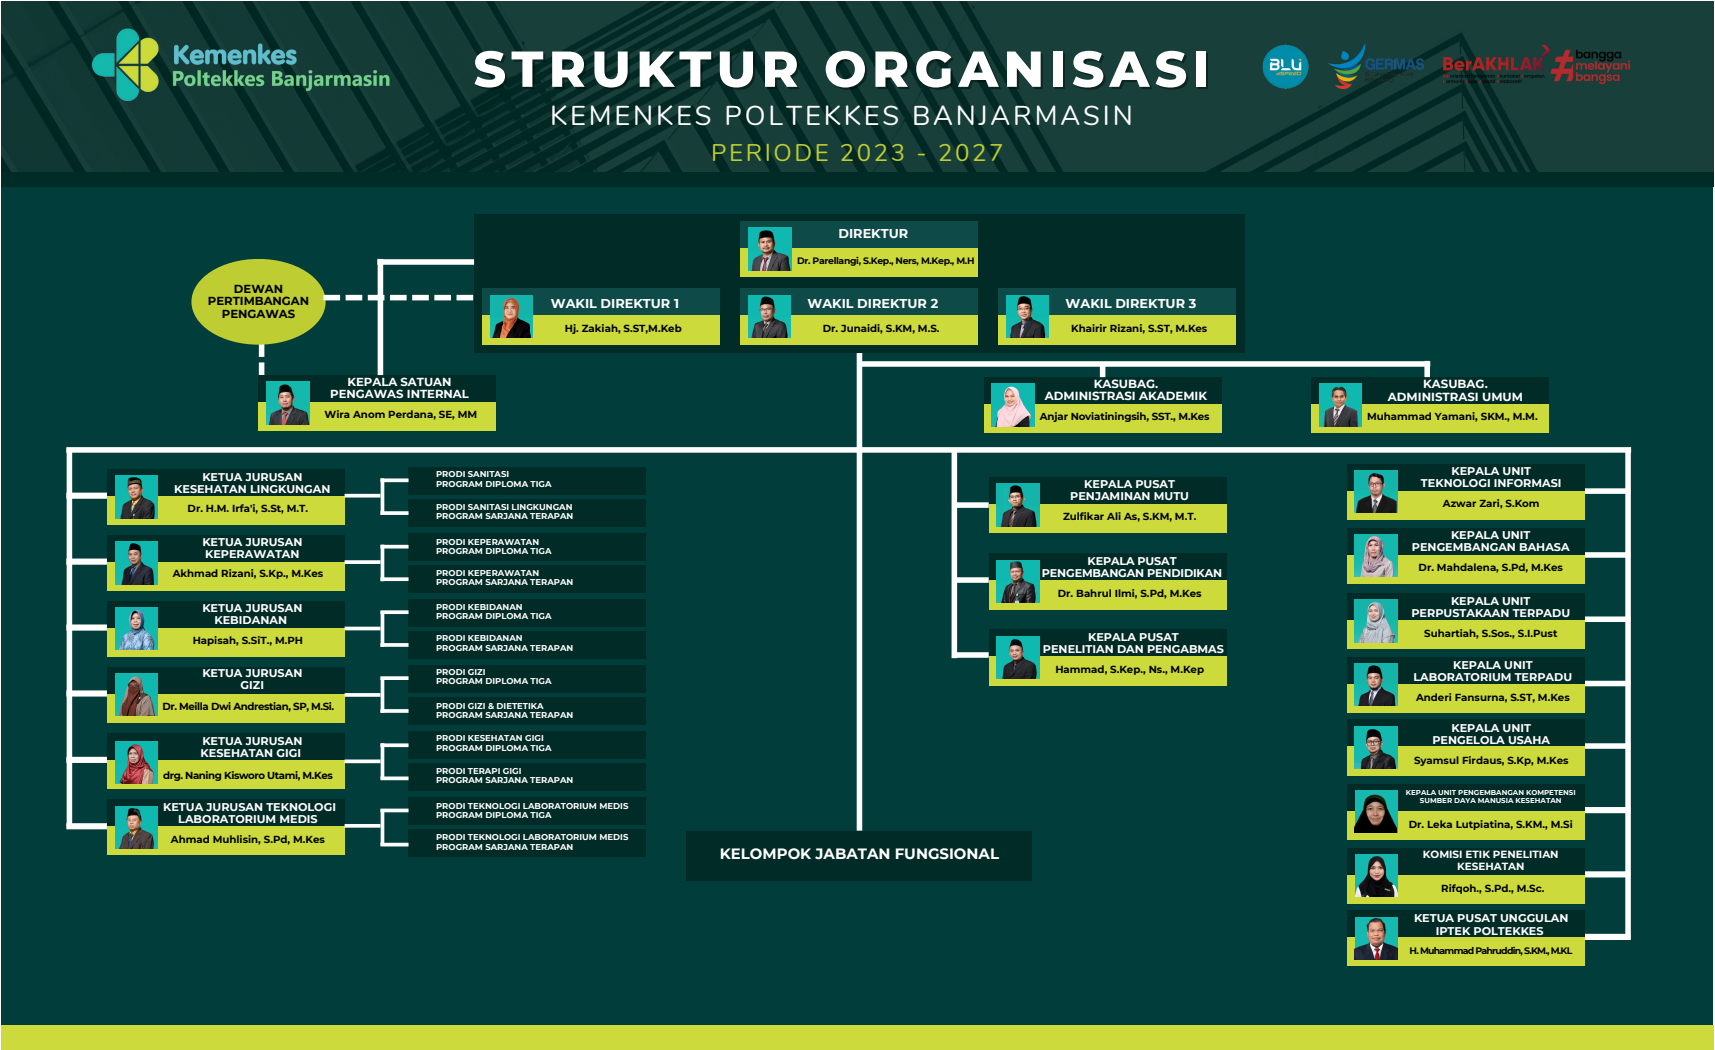 Kemenkes
Poltekkes Banjarmasin
STRUKTUR ORGANISASI
KEMENKES POLTEKKES BANJARMASIN
PERIODE 2023 - 2027
BLU
SPEED
GERMAS
BerAKHLAK
#bangga
melayani
bangsa
DIREKTUR
Dr. Parellangi, S.Kep., Ners, M.Kep., M.H
WAKIL DIREKTUR 1
Hj. Zakiah, S.ST,M.Keb
WAKIL DIREKTUR 2
Dr. Junaidi, S.KM, M.S.
WAKIL DIREKTUR 3
Khairir Rizani, S.ST, M.Kes
DEWAN
PERTIMBANGAN
PENGAWAS
KEPALA SATUAN
PENGAWAS INTERNAL
Wira Anom Perdana, SE, MM
KASUBAG.
ADMINISTRASI AKADEMIK
Anjar Noviatiningsih, SST., M.Kes
KASUBAG.
ADMINISTRASI UMUM
Muhammad Yamani, SKM., M.M.
KETUA JURUSAN
KESEHATAN LINGKUNGAN
Dr. H.M. Irfa'i, S.St, M.T.
PRODI SANITASI
PROGRAM DIPLOMA TIGA
PRODI SANITASI LINGKUNGAN
PROGRAM SARJANA TERAPAN
KETUA JURUSAN
KEPERAWATAN
Akhmad Rizani, S.Kp., M.Kes
PRODI KEPERAWATAN
PROGRAM DIPLOMA TIGA
PRODI KEPERAWATAN
PROGRAM SARJANA TERAPAN
KETUA JURUSAN
KEBIDANAN
Hapisah, S.SiT., M.PH
PRODI KEBIDANAN
PROGRAM DIPLOMA TIGA
PRODI KEBIDANAN
PROGRAM SARJANA TERAPAN
KETUA JURUSAN
GIZI
Dr. Meilla Dwi Andrestian, SP, M.Si.
PRODI GIZI
PROGRAM DIPLOMA TIGA
PRODI GIZI & DIETETIKA
PROGRAM SARJANA TERAPAN
KETUA JURUSAN
KESEHATAN GIGI
drg. Naning Kisworo Utami, M.Kes
PRODI KESEHATAN GIGI
PROGRAM DIPLOMA TIGA
PRODI TERAPI GIGI
PROGRAM SARJANA TERAPAN
KETUA JURUSAN TEKNOLOGI
LABORATORIUM MEDIS
Ahmad Muhlisin, S.Pd, M.Kes
PRODI TEKNOLOGI LABORATORIUM MEDIS
PROGRAM DIPLOMA TIGA
PRODI TEKNOLOGI LABORATORIUM MEDIS
PROGRAM SARJANA TERAPAN
KELOMPOK JABATAN FUNGSIONAL
KEPALA PUSAT
PENJAMINAN MUTU
Zulfikar Ali As, S.KM, M.T.
KEPALA PUSAT
PENGEMBANGAN PENDIDIKAN
Dr. Bahrul Ilmi, S.Pd, M.Kes
KEPALA PUSAT
PENELITIAN DAN PENGABMAS
Hammad, S.Kep., Ns., M.Kep
KEPALA UNIT
TEKNOLOGI INFORMASI
Azwar Zari, S.Kom
KEPALA UNIT
PENGEMBANGAN BAHASA
Dr. Mahdalena, S.Pd, M.Kes
KEPALA UNIT
PERPUSTAKAAN TERPADU
Suhartiah, S.Sos., S.I.Pust
KEPALA UNIT
LABORATORIUM TERPADU
Anderi Fansurna, S.ST, M.Kes
KEPALA UNIT
PENGELOLA USAHA
Syamsul Firdaus, S.Kp, M.Kes
KEPALA UNIT PENGEMBANGAN KOMPETENSI
SUMBER DAYA MANUSIA KESEHATAN
Dr. Leka Lutpiatina, S.KM., M.Si
KOMISI ETIK PENELITIAN
KESEHATAN
Rifqoh., S.Pd., M.Sc.
KETUA PUSAT UNGGULAN
IPTEK POLTEKKES
H. Muhammad Pahruddin, S.KM., M.KL